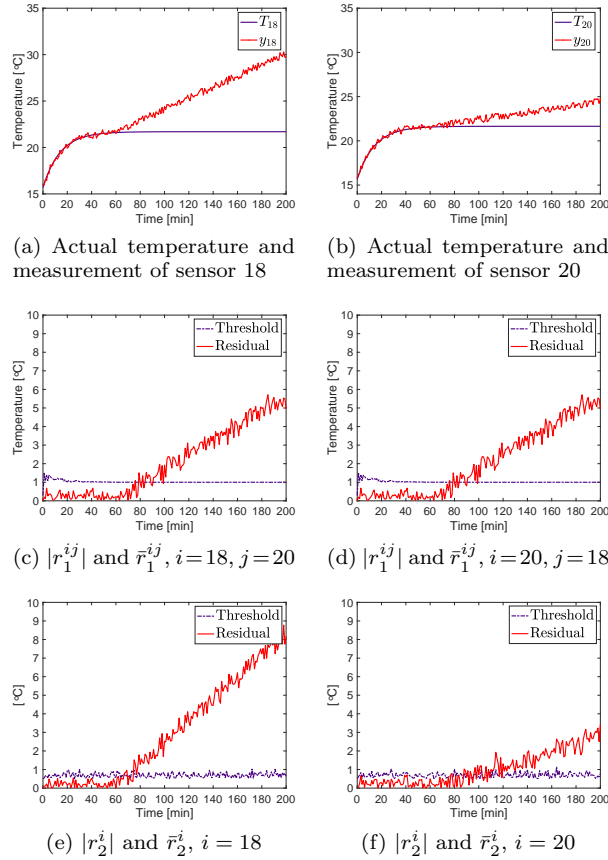 35
30
25
20
15
Temperature [°C]
T18
y18
0 20 40 60 80 100 120 140 160 180 200
Time [min]
(a) Actual temperature and
measurement of sensor 18
35
30
25
20
15
Temperature [°C]
T20
y20
0 20 40 60 80 100 120 140 160 180 200
Time [min]
(b) Actual temperature and
measurement of sensor 20
10
9
8
7
6
5
4
3
2
1
0
Temperature [°C]
Threshold
Residual
0 20 40 60 80 100 120 140 160 180 200
Time [min]
(c) |r₁ⁱʲ| and r̄₁ⁱʲ, i=18, j=20
10
9
8
7
6
5
4
3
2
1
0
Temperature [°C]
Threshold
Residual
0 20 40 60 80 100 120 140 160 180 200
Time [min]
(d) |r₁ⁱʲ| and r̄₁ⁱʲ, i=20, j=18
10
9
8
7
6
5
4
3
2
1
0
[°C]
Threshold
Residual
0 20 40 60 80 100 120 140 160 180 200
Time [min]
(e) |r₂ⁱ| and r̄₂ⁱ, i = 18
10
9
8
7
6
5
4
3
2
1
0
[°C]
Threshold
Residual
0 20 40 60 80 100 120 140 160 180 200
Time [min]
(f) |r₂ⁱ| and r̄₂ⁱ, i = 20